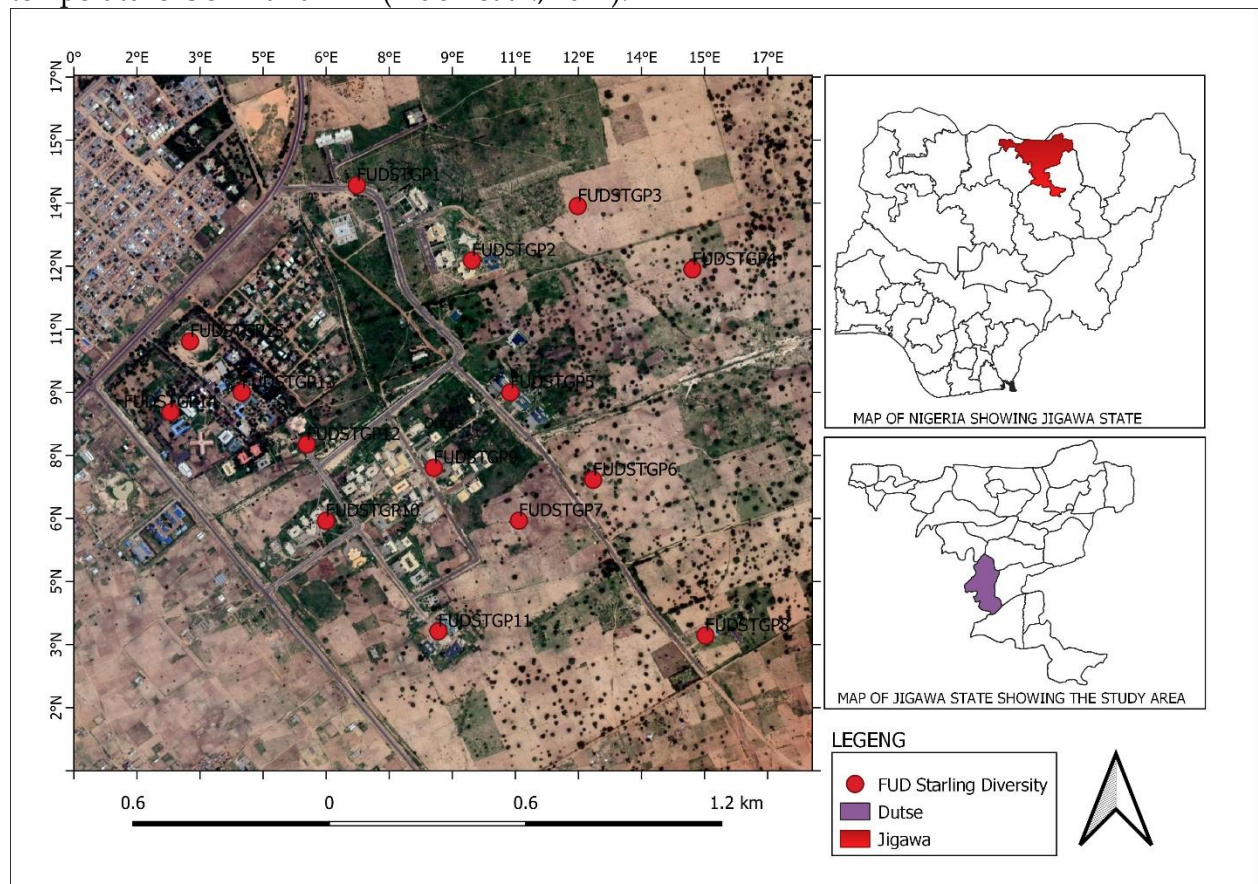 temperature
0° 2°E 3°E 5°E 6°E 8°E 9°E 11°E 12°E 14°E 15°E 17°E
17°N
15°N
14°N
12°N
11°N
9°N
8°N
6°N
5°N
3°N
2°N
FUDSTGP1
FUDSTGP3
FUDSTGP2
FUDSTGP4
FUDSTGP15
FUDSTGP13
FUDSTGP5
FUDSTGP14
FUDSTGP12
FUDSTGP9
FUDSTGP6
FUDSTGP10
FUDSTGP7
FUDSTGP11
FUDSTGP8
0.6 0 0.6 1.2 km
MAP OF NIGERIA SHOWING JIGAWA STATE
MAP OF JIGAWA STATE SHOWING THE STUDY AREA
LEGENG
FUD Starling Diversity
Dutse
Jigawa